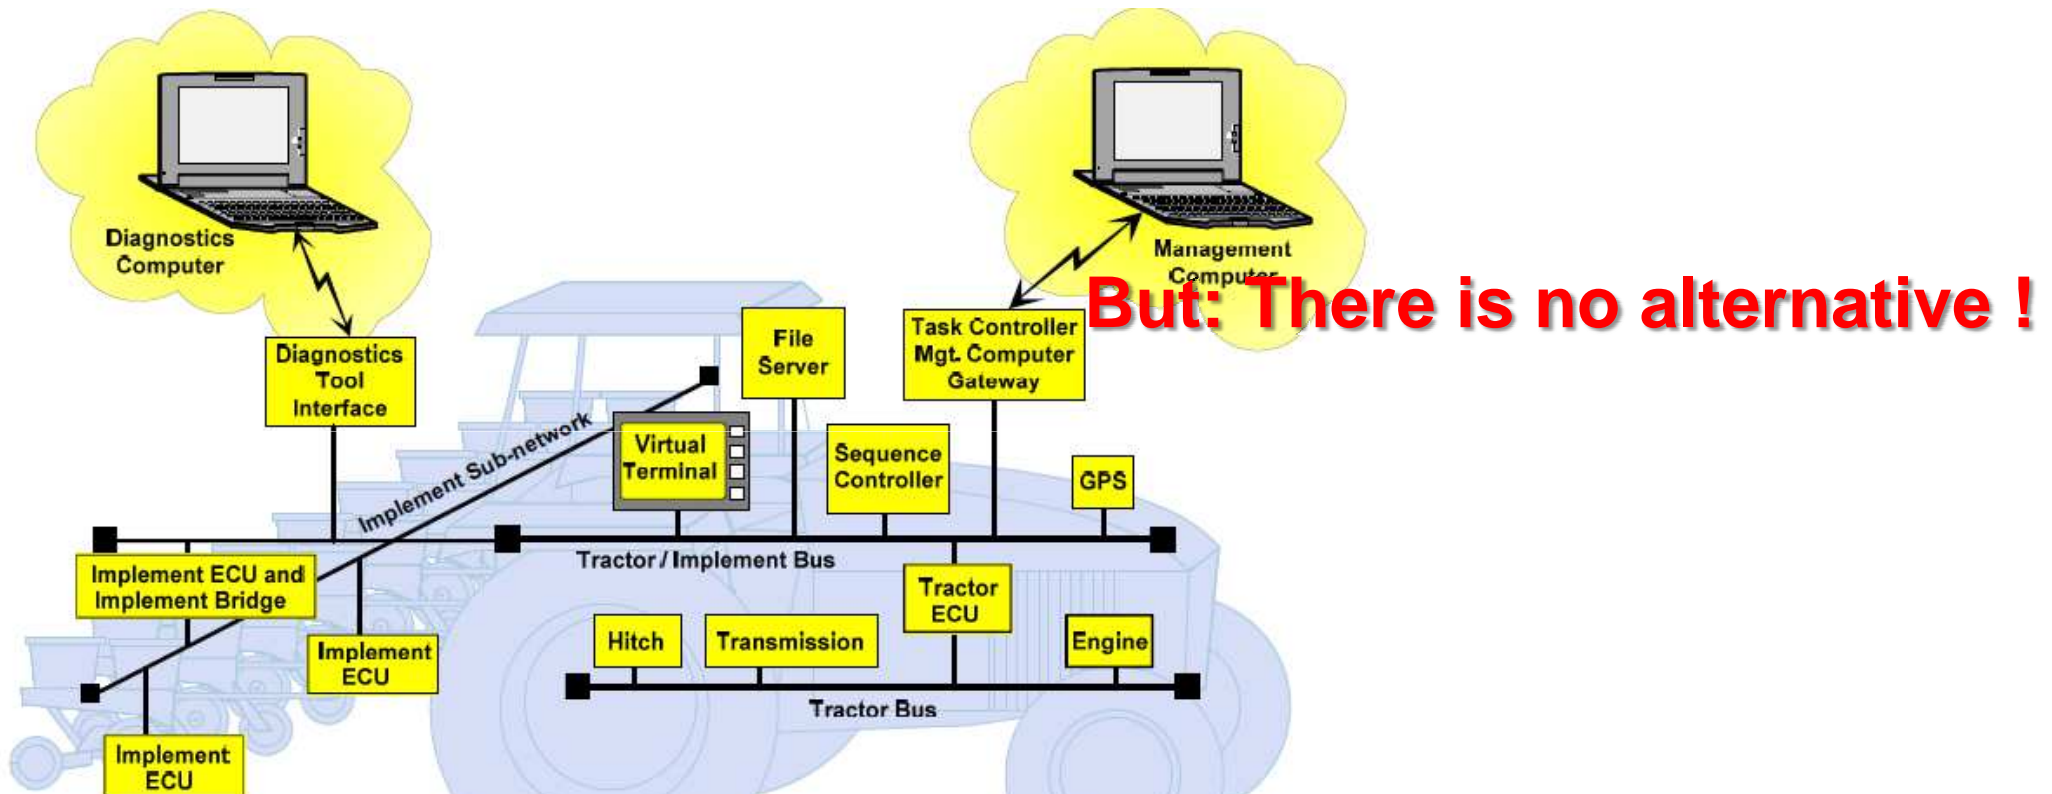 Diagnostics
Computer
Management
Computer
But: There is no alternative !
File
Server
Task Controller
Mgt. Computer
Gateway
Diagnostics
Tool
Interface
Implement Sub-network
Virtual
Terminal
Sequence
Controller
GPS
Tractor / Implement Bus
Implement ECU and
Implement Bridge
Tractor
ECU
Hitch
Transmission
Engine
Implement
ECU
Tractor Bus
Implement
ECU